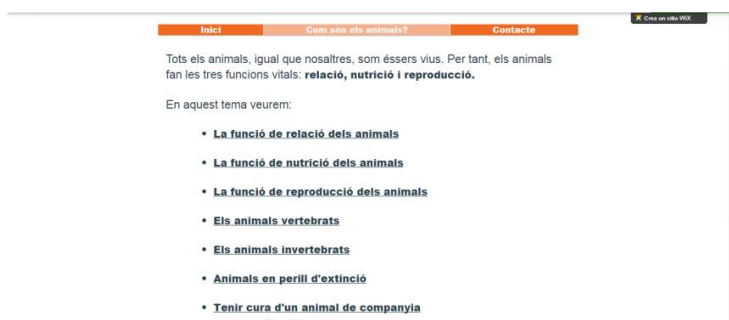 Crea un sitio WIX
Inici Com són els animals? Contacte
Tots els animals, igual que nosaltres, som éssers vius. Per tant, els animals
fan les tres funcions vitals: relació, nutrició i reproducció.
En aquest tema veurem:
• La funció de relació dels animals
• La funció de nutrició dels animals
• La funció de reproducció dels animals
• Els animals vertebrats
• Els animals invertebrats
• Animals en perill d'extinció
• Tenir cura d'un animal de companyia